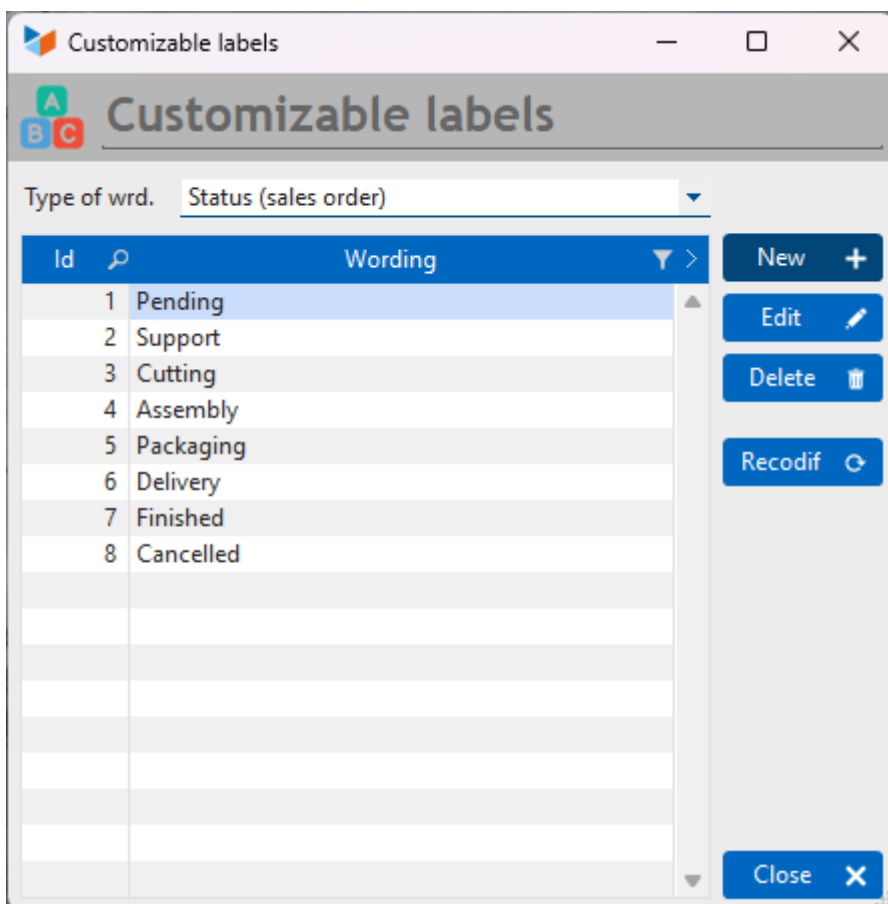 Customizable labels
A
B C
Customizable labels
Type of wrd. Status (sales order)
Id Wording
1 Pending
2 Support
3 Cutting
4 Assembly
5 Packaging
6 Delivery
7 Finished
8 Cancelled
New
Edit
Delete
Recodif
Close